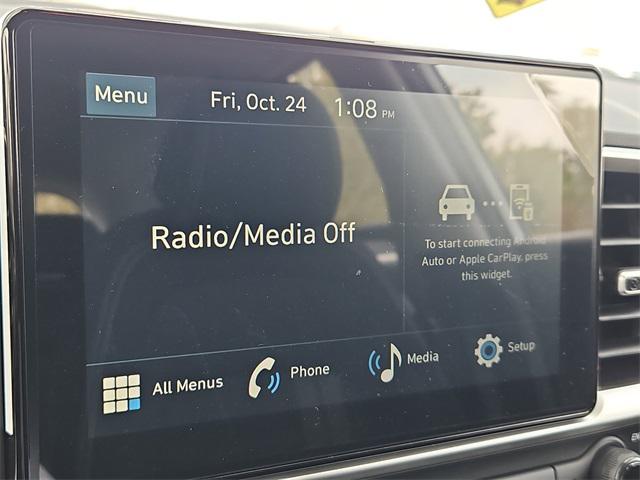 Menu
Fri, Oct. 24
1:08 PM
Radio/Media Off
To start connecting Android
Auto or Apple CarPlay, press
this widget.
All Menus
Phone
Media
Setup